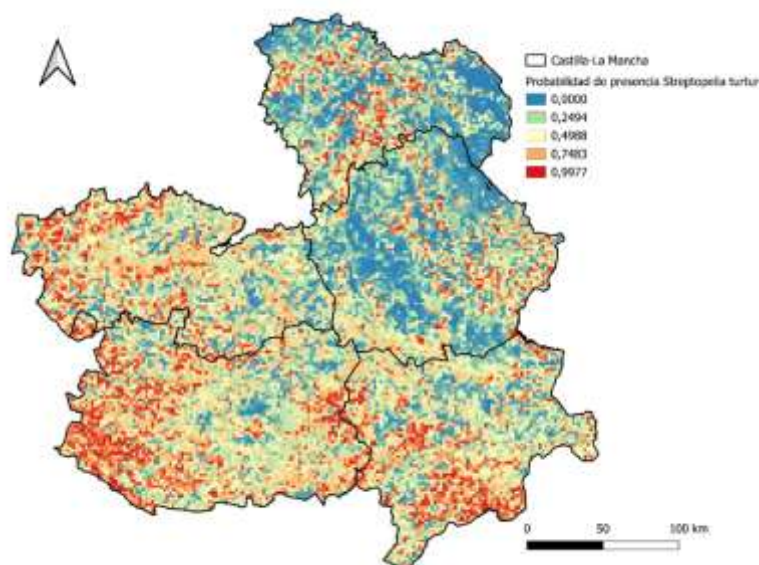 Castilla-La Mancha
Probabilidad de presencia Streptopelia turtur
0,0000
0,2494
0,4988
0,7483
0,9977
0 50 100 km